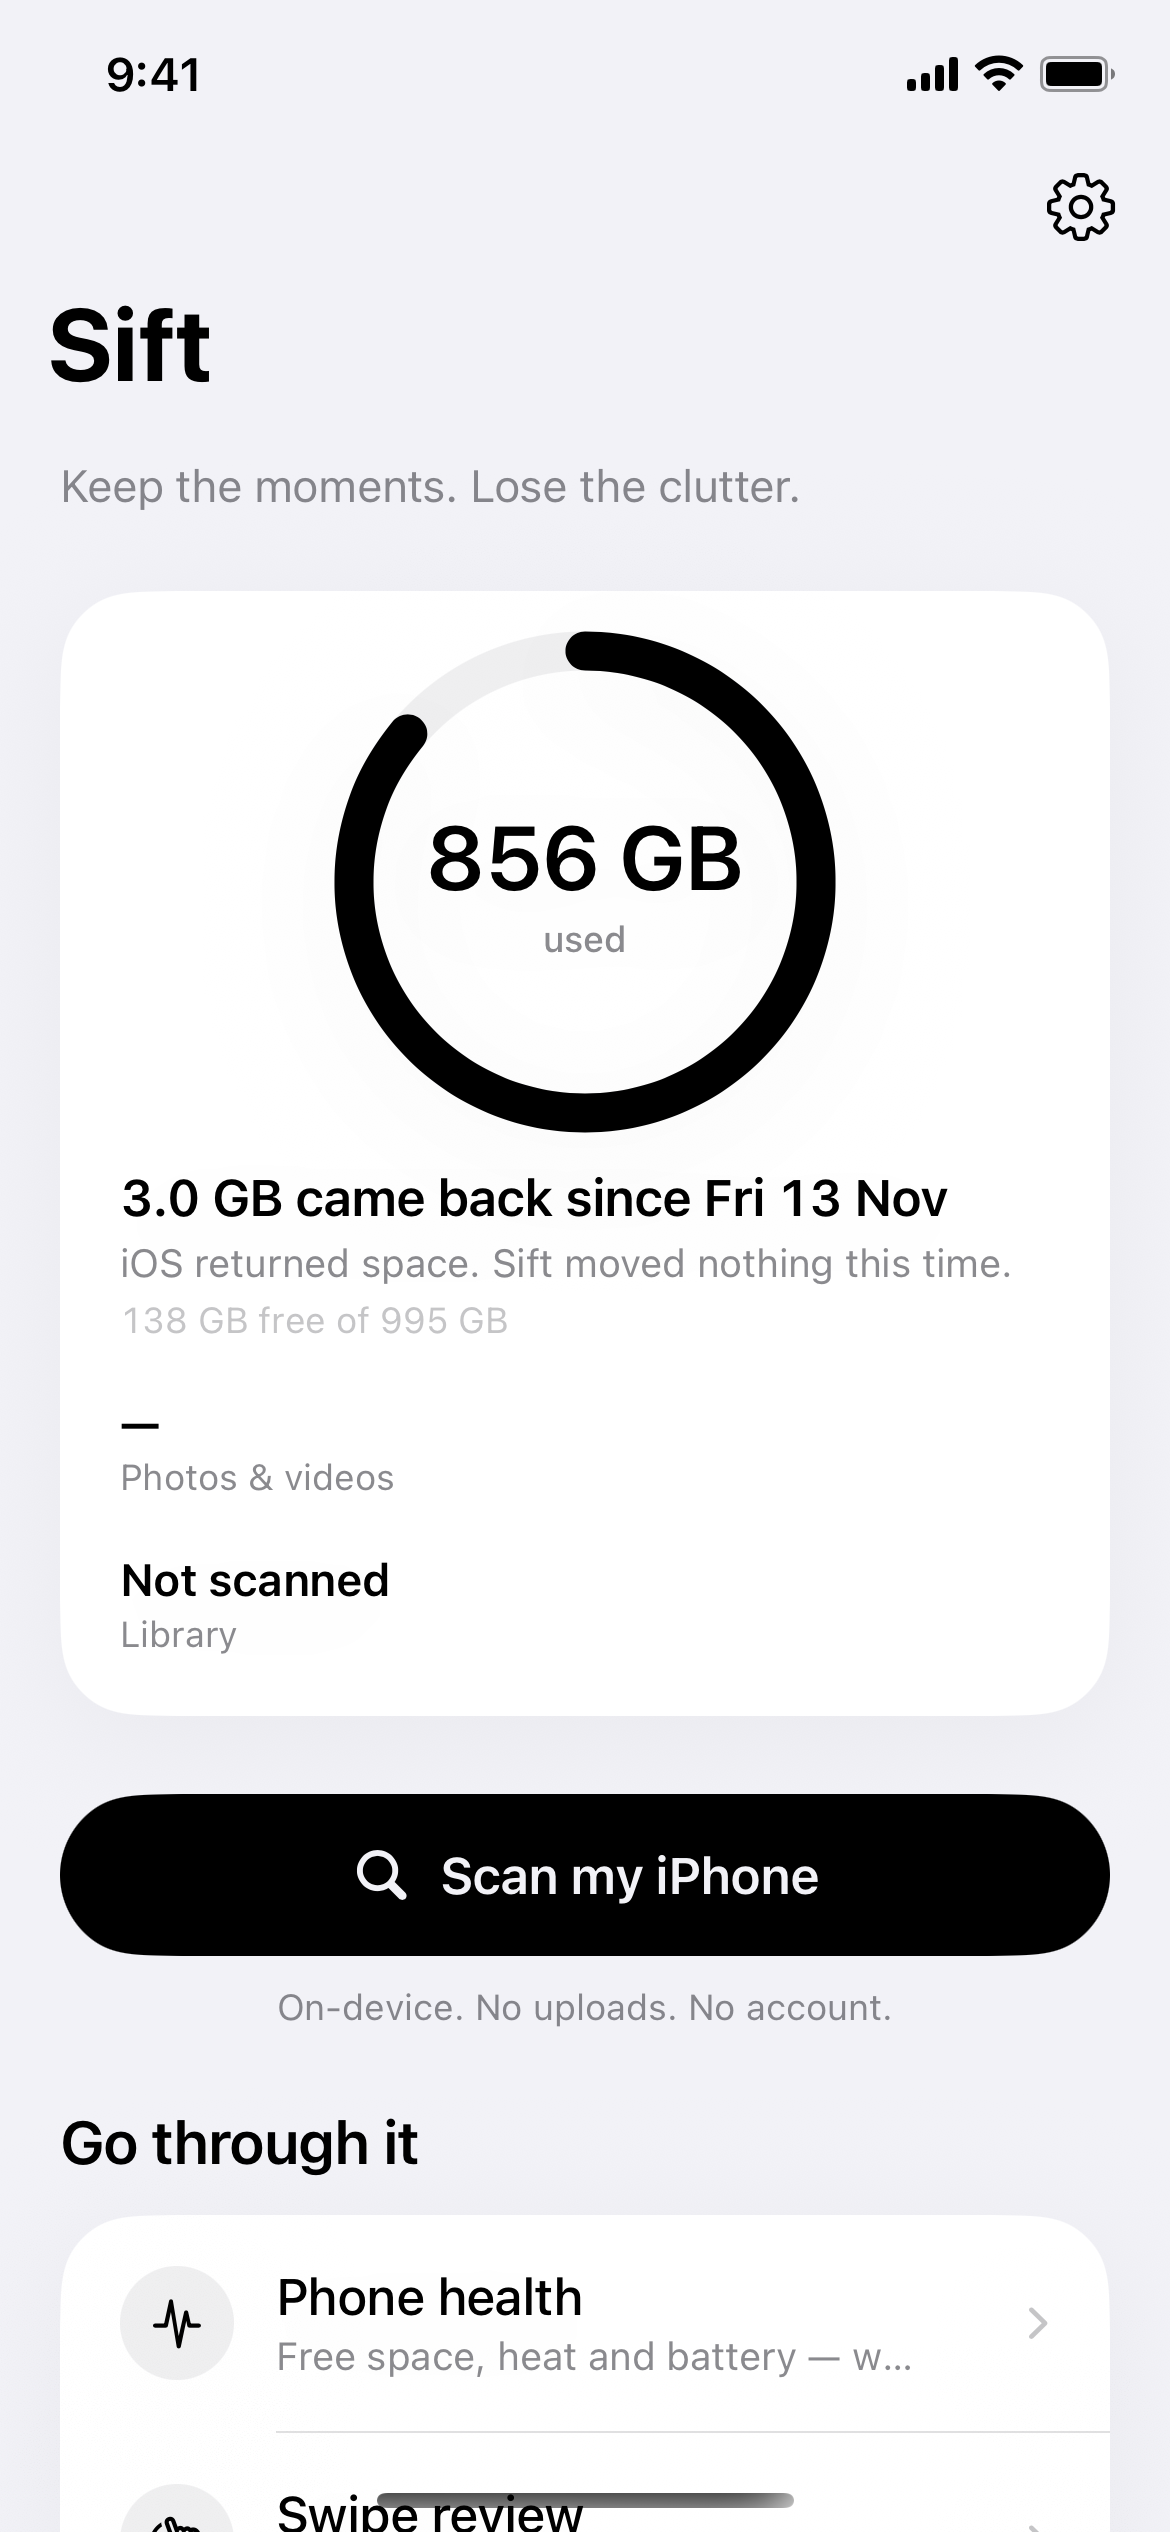 9:41
Sift
Keep the moments. Lose the clutter.
856 GB
used
3.0 GB came back since Fri 13 Nov
iOS returned space. Sift moved nothing this time.
138 GB free of 995 GB
—
Photos & videos
Not scanned
Library
Scan my iPhone
On-device. No uploads. No account.
Go through it
Phone health
Free space, heat and battery — w...
Swipe review